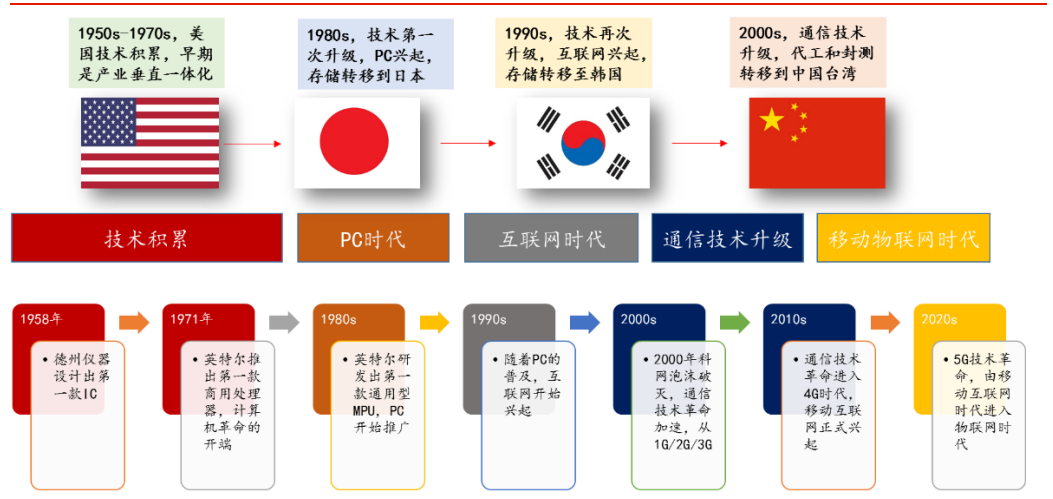 1950s-1970s，美
国技术积累，早期
是产业垂直一体化
1980s，技术第一
次升级，PC兴起，
存储转移到日本
1990s，技术再次
升级，互联网兴起，
存储转移至韩国
2000s，通信技术
升级，代工和封测
转移到中国台湾
技术积累
PC时代
互联网时代
通信技术升级
移动物联网时代
1958年
• 德州仪器
设计出第
一款IC
1971年
• 英特尔推
出第一款
商用处理
器，计算
机革命的
开端
1980s
• 英特尔研
发出第一
款通用型
MPU，PC
开始推广
1990s
• 随着PC的
普及，互
联网开始
兴起
2000s
• 2000年科
网泡沫破
灭，通信
技术革命
加速，从
1G/2G/3G
2010s
• 通信技术
革命进入
4G时代，
移动互联
网正式兴
起
2020s
• 5G技术革
命，由移
动互联网
时代进入
物联网时
代